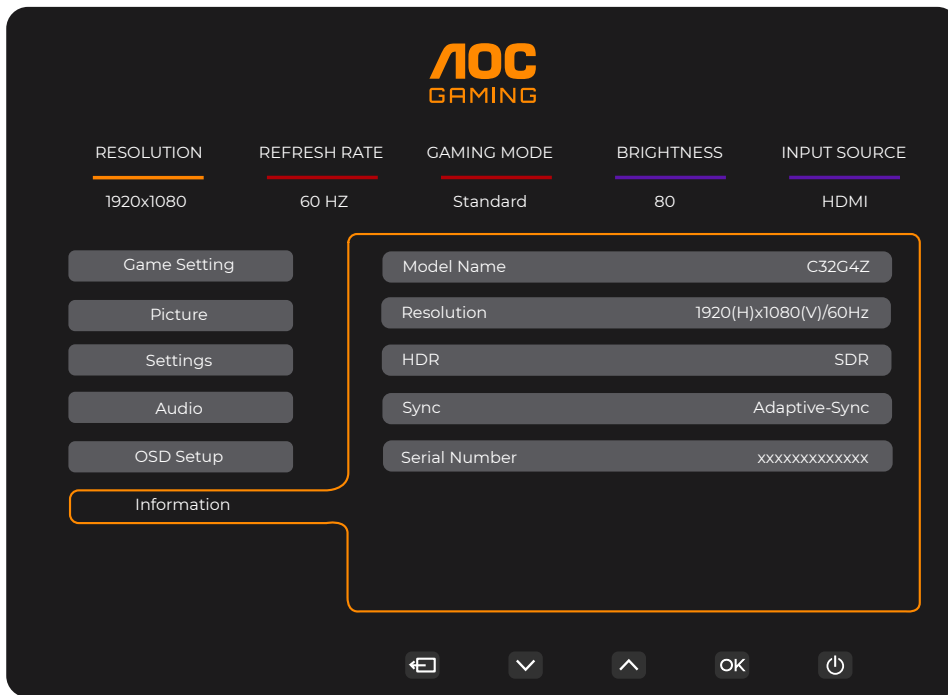 AOC
GAMING
RESOLUTION REFRESH RATE GAMING MODE BRIGHTNESS INPUT SOURCE
1920x1080 60 HZ Standard 80 HDMI
Game Setting
Model Name C32G4Z
Picture
Resolution 1920(H)x1080(V)/60Hz
Settings
HDR SDR
Audio
Sync Adaptive-Sync
OSD Setup
Serial Number xxxxxxxxxxxxx
Information
OK